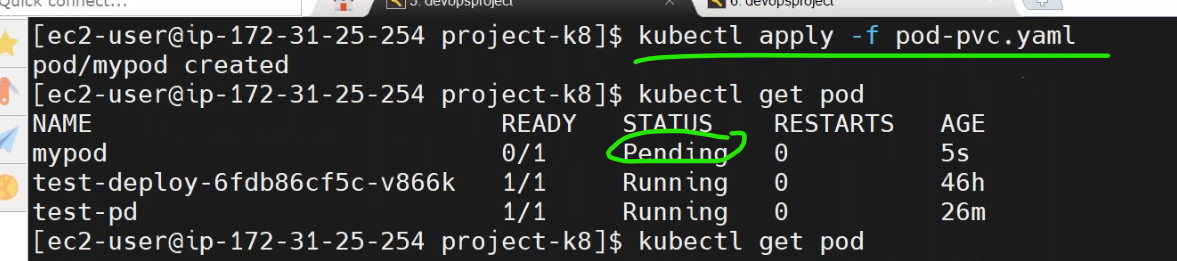 Quick connect...
5. devopsproject
6. devopsproject
[ec2-user@ip-172-31-25-254 project-k8]$ kubectl apply -f pod-pvc.yaml
pod/mypod created
[ec2-user@ip-172-31-25-254 project-k8]$ kubectl get pod
NAME READY STATUS RESTARTS AGE
mypod 0/1 Pending 0 5s
test-deploy-6fdb86cf5c-v866k 1/1 Running 0 46h
test-pd 1/1 Running 0 26m
[ec2-user@ip-172-31-25-254 project-k8]$ kubectl get pod